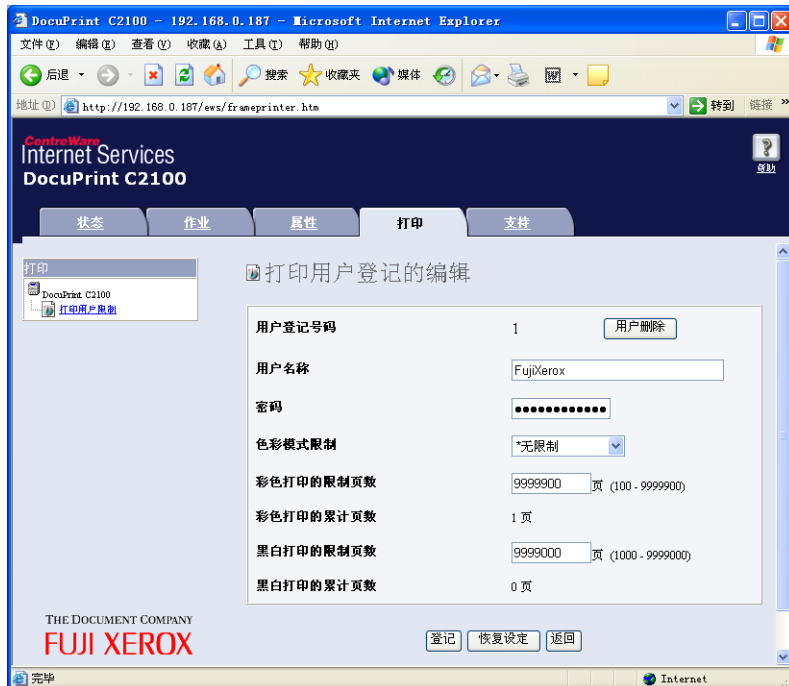 DocuPrint C2100 - 192.168.0.187 - Microsoft Internet Explorer
文件(F) 编辑(E) 查看(V) 收藏(A) 工具(T) 帮助(H)
后退 搜索 收藏夹 媒体
地址(D) http://192.168.0.187/ews/frameprinter.htm 转到 链接 »
CentreWare
Internet Services
DocuPrint C2100
帮助
状态 作业 属性 打印 支持
打印
DocuPrint C2100
打印用户限制
打印用户登记的编辑
用户登记号码 1 用户删除
用户名称 FujiXerox
密码 ●●●●●●●●●●●●
色彩模式限制 *无限制
彩色打印的限制页数 9999900 页 (100 - 9999900)
彩色打印的累计页数 1 页
黑白打印的限制页数 9999000 页 (1000 - 9999000)
黑白打印的累计页数 0 页
THE DOCUMENT COMPANY
FUJI XEROX
登记 恢复设定 返回
完毕 Internet